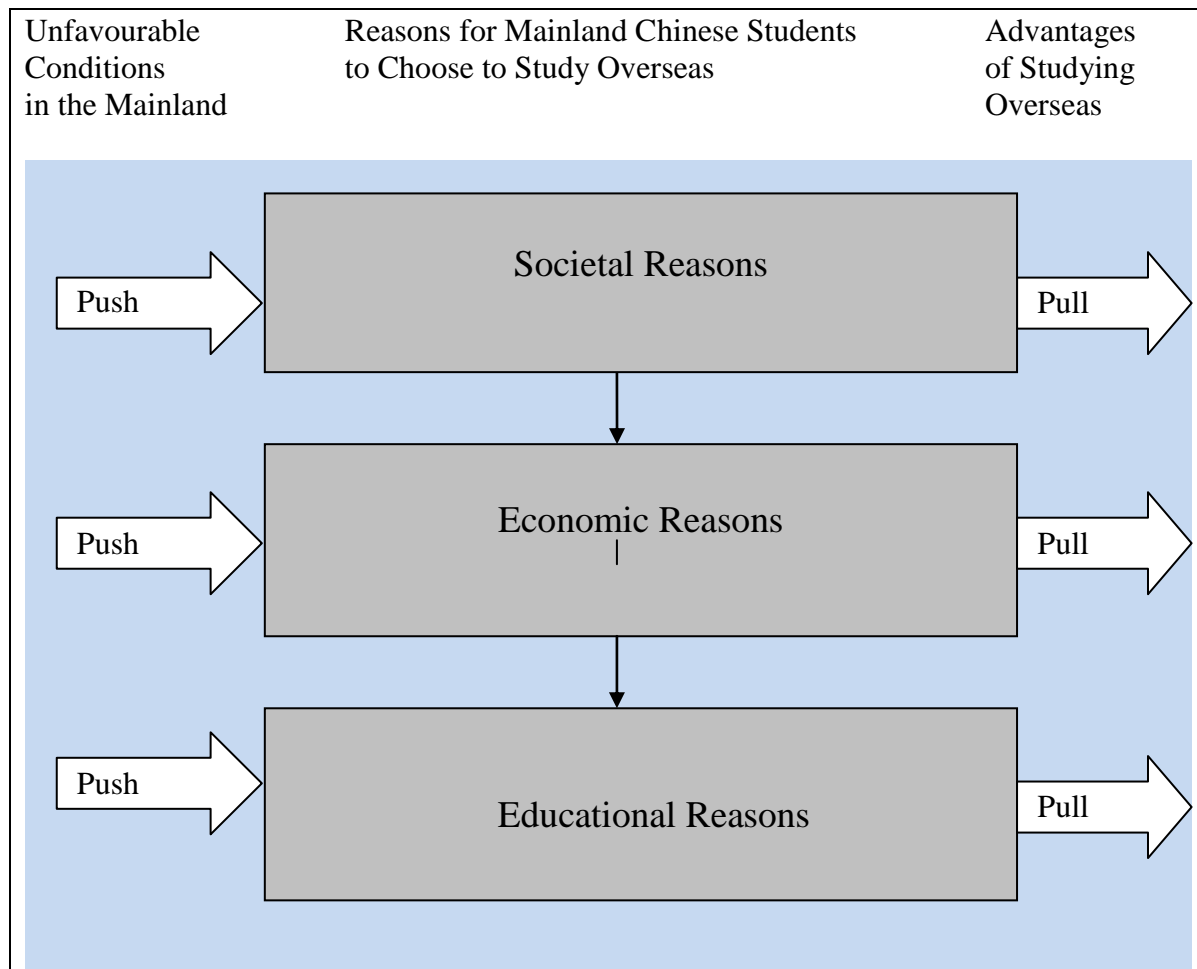 Unfavourable
Conditions
in the Mainland
Reasons for Mainland Chinese Students
to Choose to Study Overseas
Advantages
of Studying
Overseas
Societal Reasons
Push
Pull
Economic Reasons
Push
Pull
Push
Educational Reasons
Pull